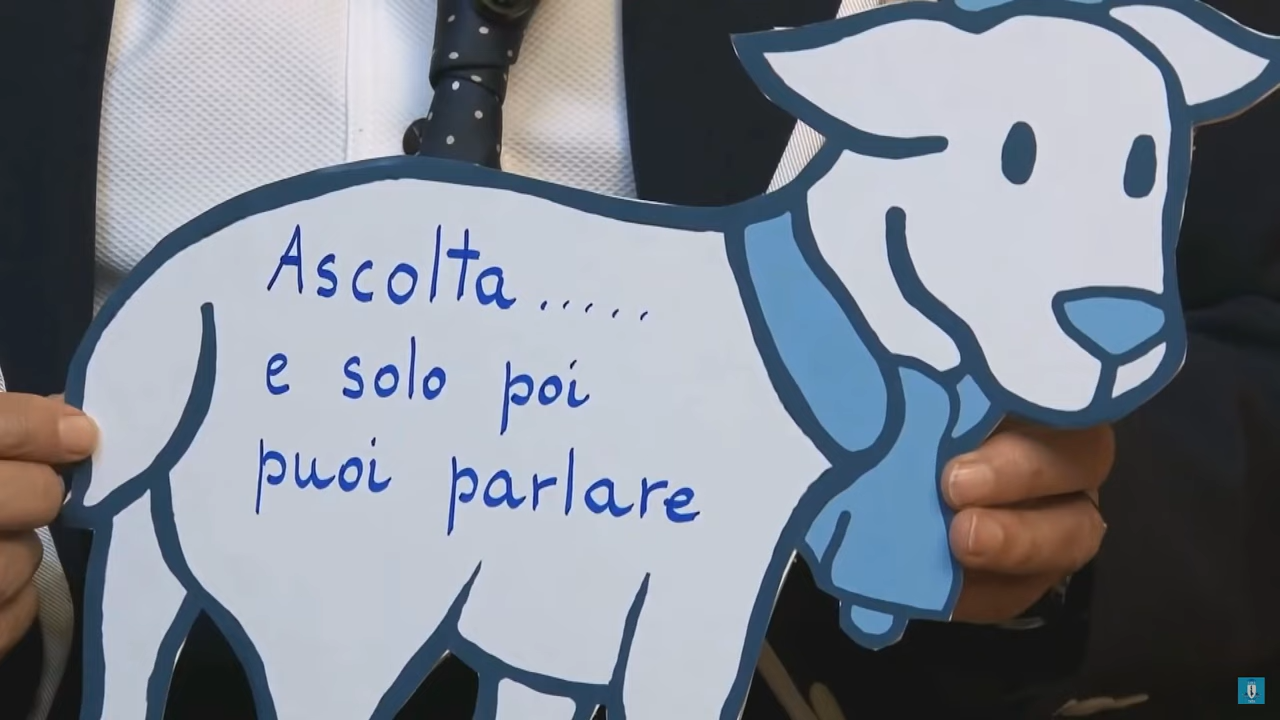 Ascolta.....
e solo poi
puoi parlare